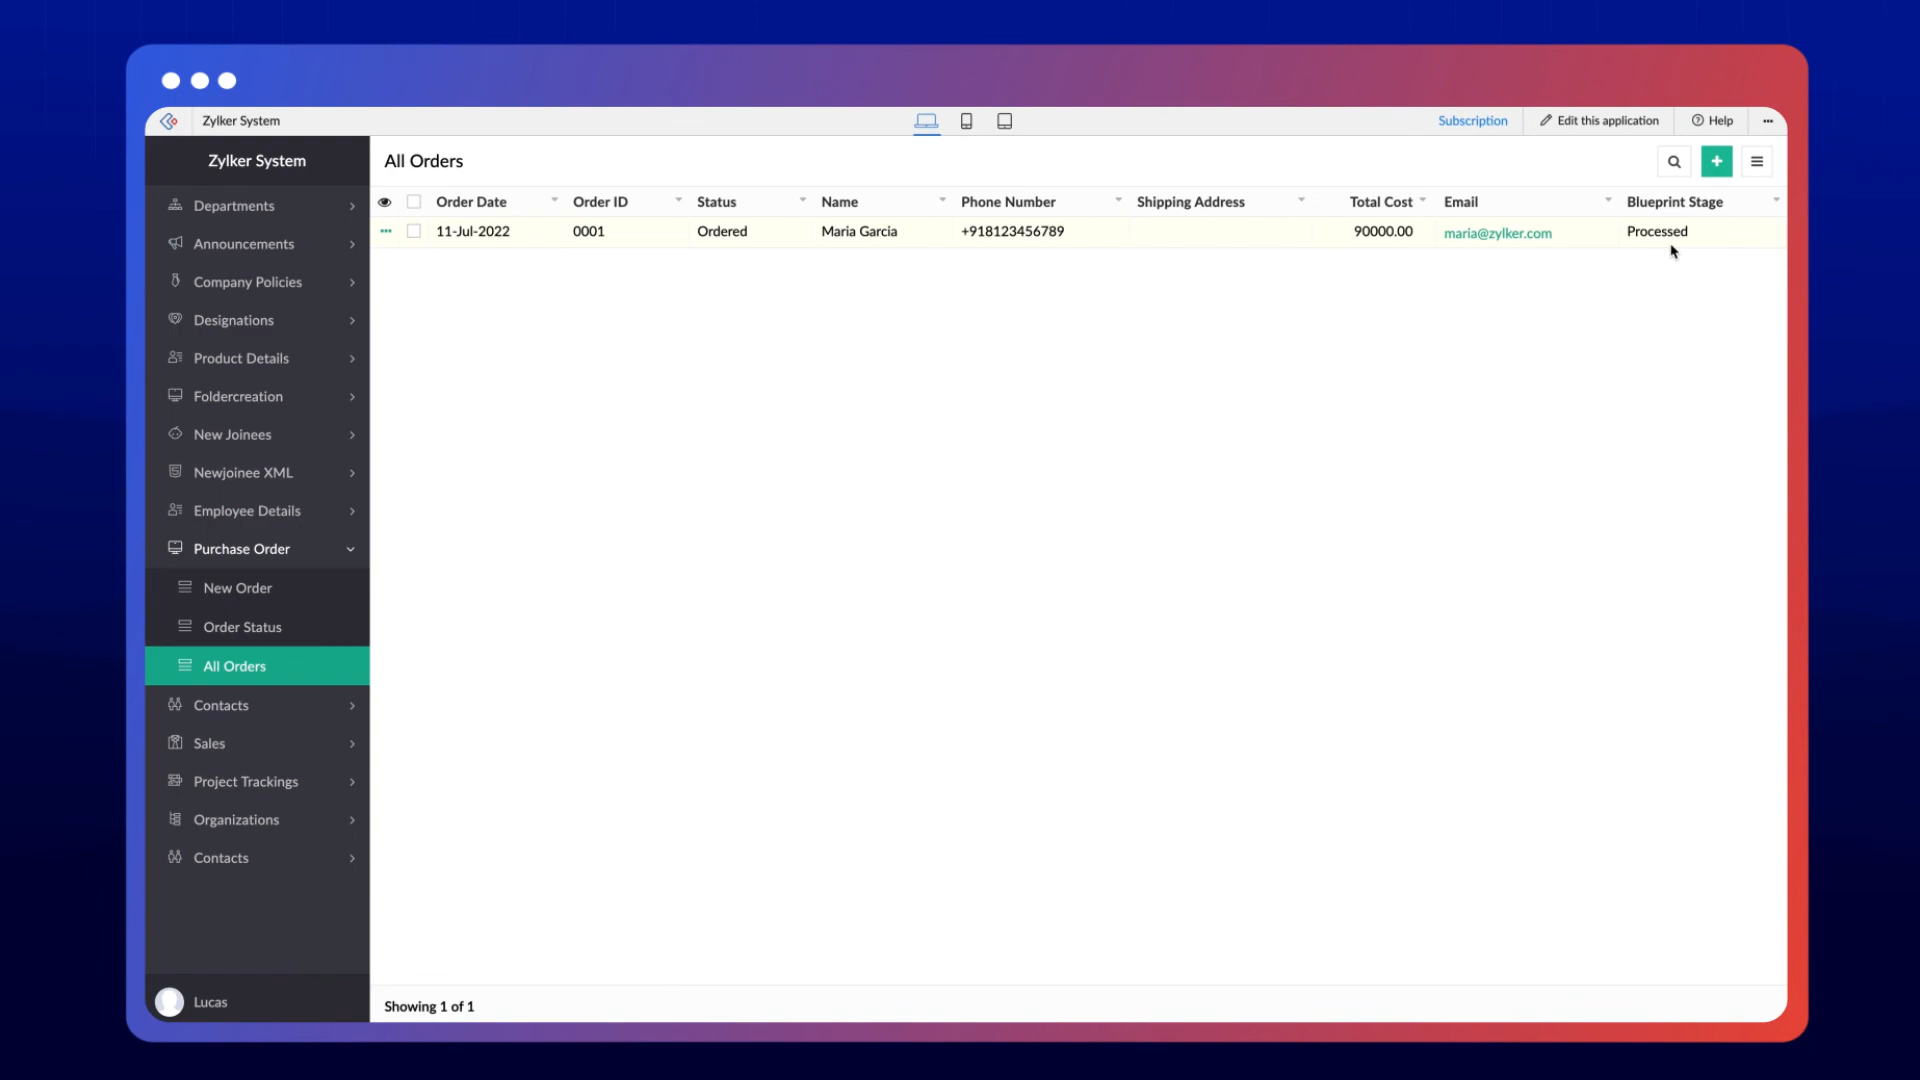 Zylker System
Subscription
Edit this application
Help
Zylker System
Departments
Announcements
Company Policies
Designations
Product Details
Foldercreation
New Joinees
Newjoinee XML
Employee Details
Purchase Order
New Order
Order Status
All Orders
Contacts
Sales
Project Trackings
Organizations
Contacts
Lucas
All Orders
Order Date Order ID Status Name Phone Number Shipping Address Total Cost Email Blueprint Stage
11-Jul-2022 0001 Ordered Maria Garcia +918123456789 90000.00 maria@zylker.com Processed
Showing 1 of 1